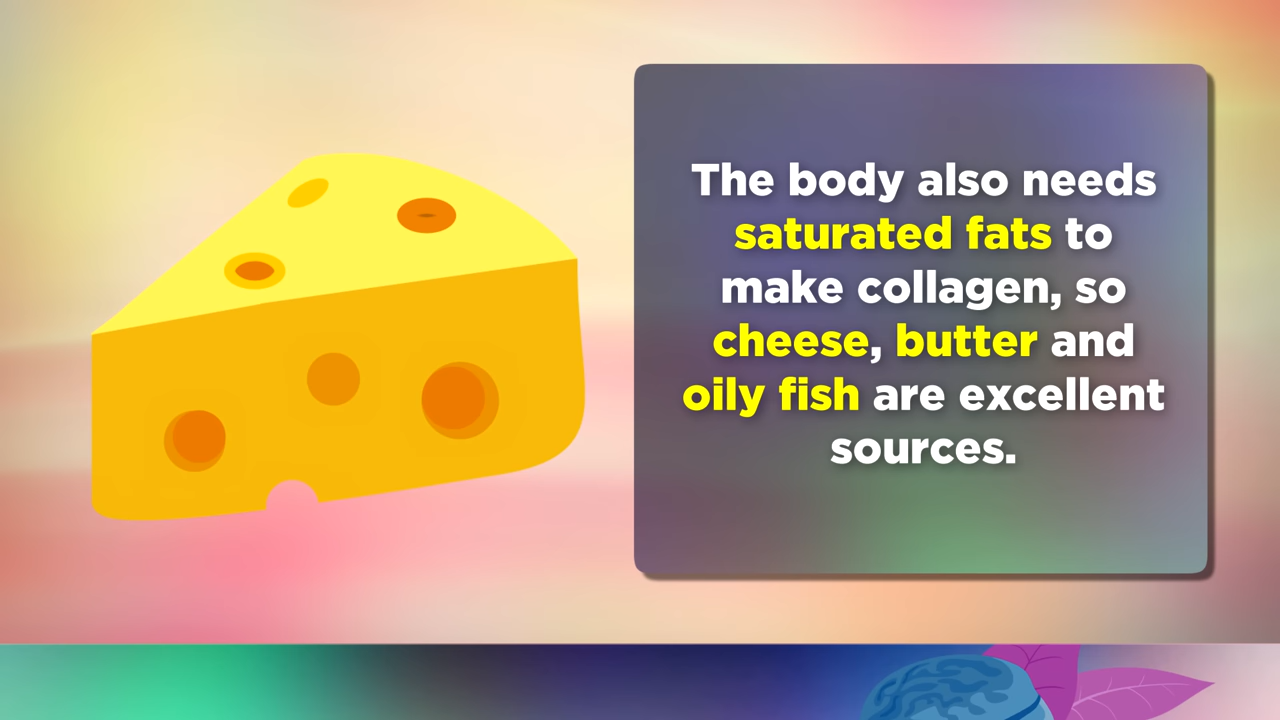 The body also needs
saturated fats to
make collagen, so
cheese, butter and
oily fish are excellent
sources.